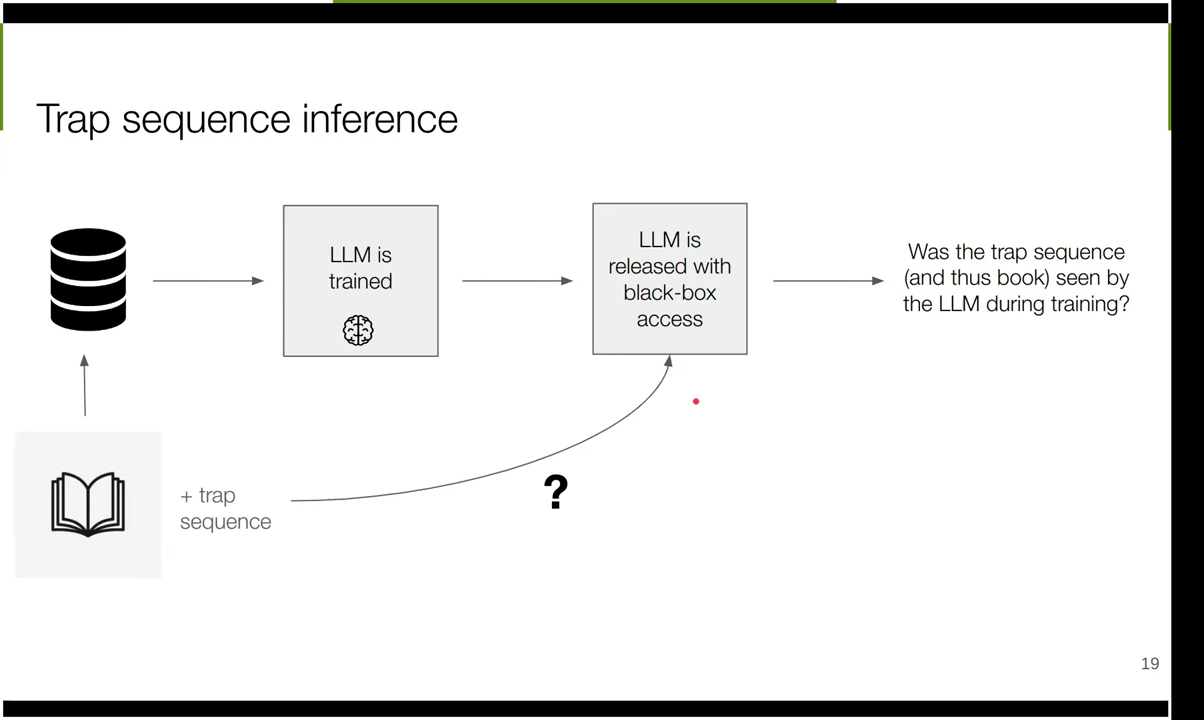 Trap sequence inference
LLM is
trained
LLM is
released with
black-box
access
Was the trap sequence
(and thus book) seen by
the LLM during training?
+ trap
sequence
?
19